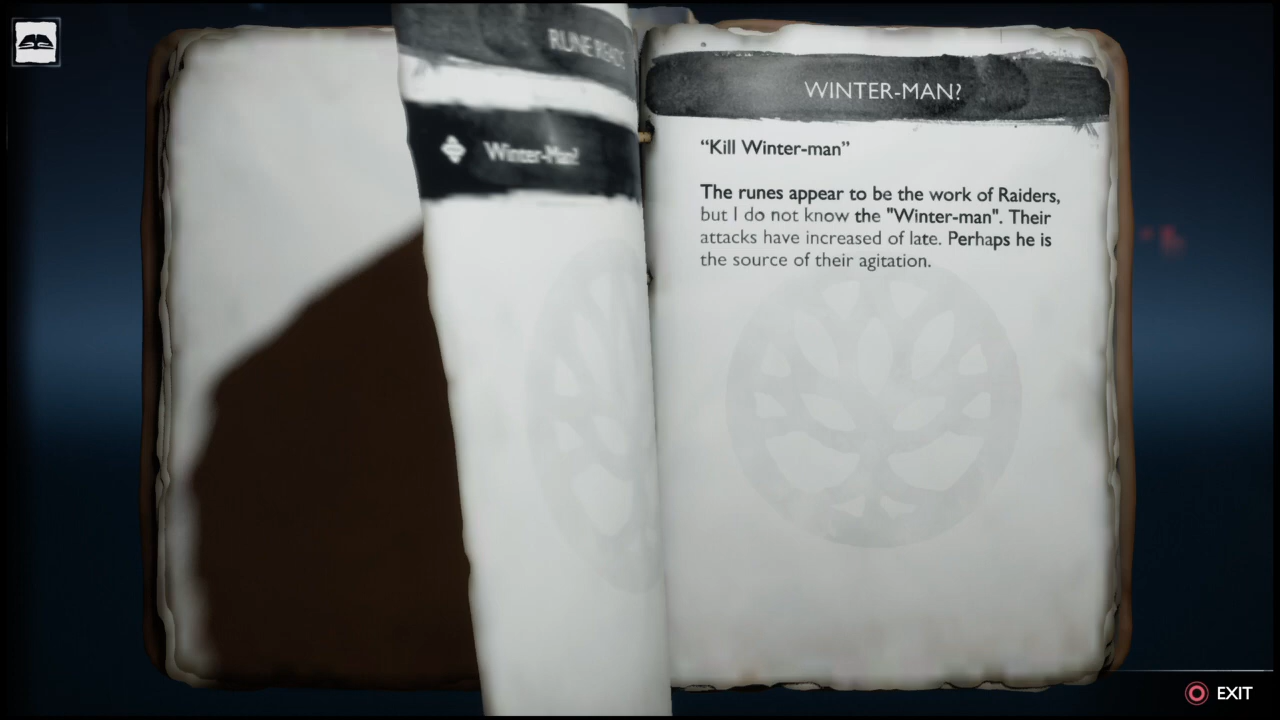 RUNE READS
Winter-Man?
WINTER-MAN?
“Kill Winter-man”
The runes appear to be the work of Raiders,
but I do not know the "Winter-man". Their
attacks have increased of late. Perhaps he is
the source of their agitation.
EXIT